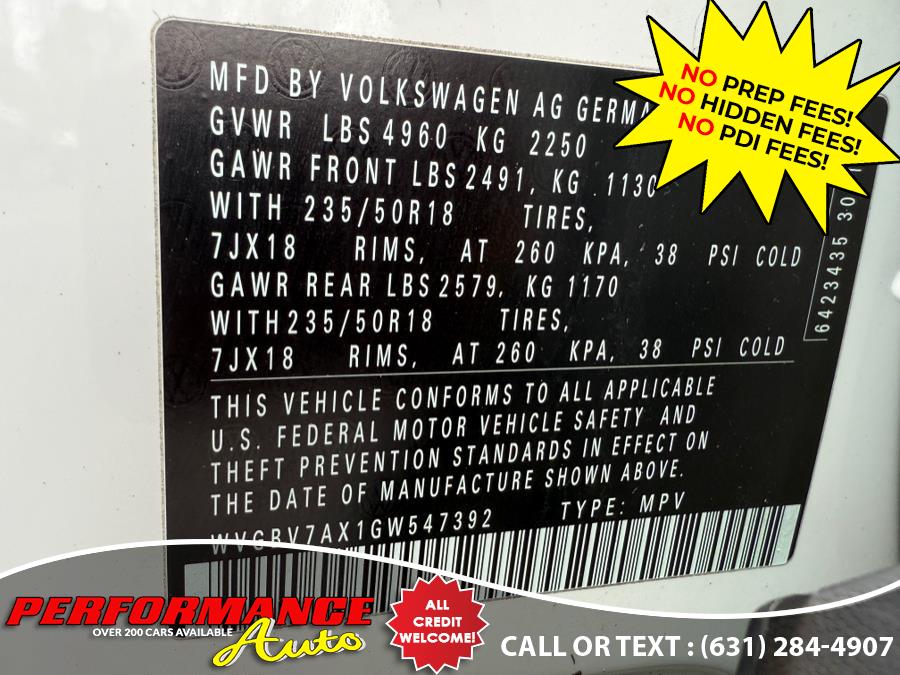 MFD BY VOLKSWAGEN AG
GVWR LBS 4960 KG 2250
GAWR FRONT LBS 2491, KG 1130
WITH 235/50R18 TIRES,
7JX18 RIMS, AT 260 KPA, 38 PSI COLD
GAWR REAR LBS 2579, KG 1170
WITH 235/50R18 TIRES,
7JX18 RIMS, AT 260 KPA, 38 PSI COLD
THIS VEHICLE CONFORMS TO ALL APPLICABLE
U.S. FEDERAL MOTOR VEHICLE SAFETY AND
THEFT PREVENTION STANDARDS IN EFFECT ON
THE DATE OF MANUFACTURE SHOWN ABOVE.
WVGBV7AX1GW547392 TYPE: MPV
6423435 30
NO PREP FEES!
NO HIDDEN FEES!
NO PDI FEES!
PERFORMANCE
OVER 200 CARS AVAILABLE
Auto
ALL
CREDIT
WELCOME!
CALL OR TEXT : (631) 284-4907